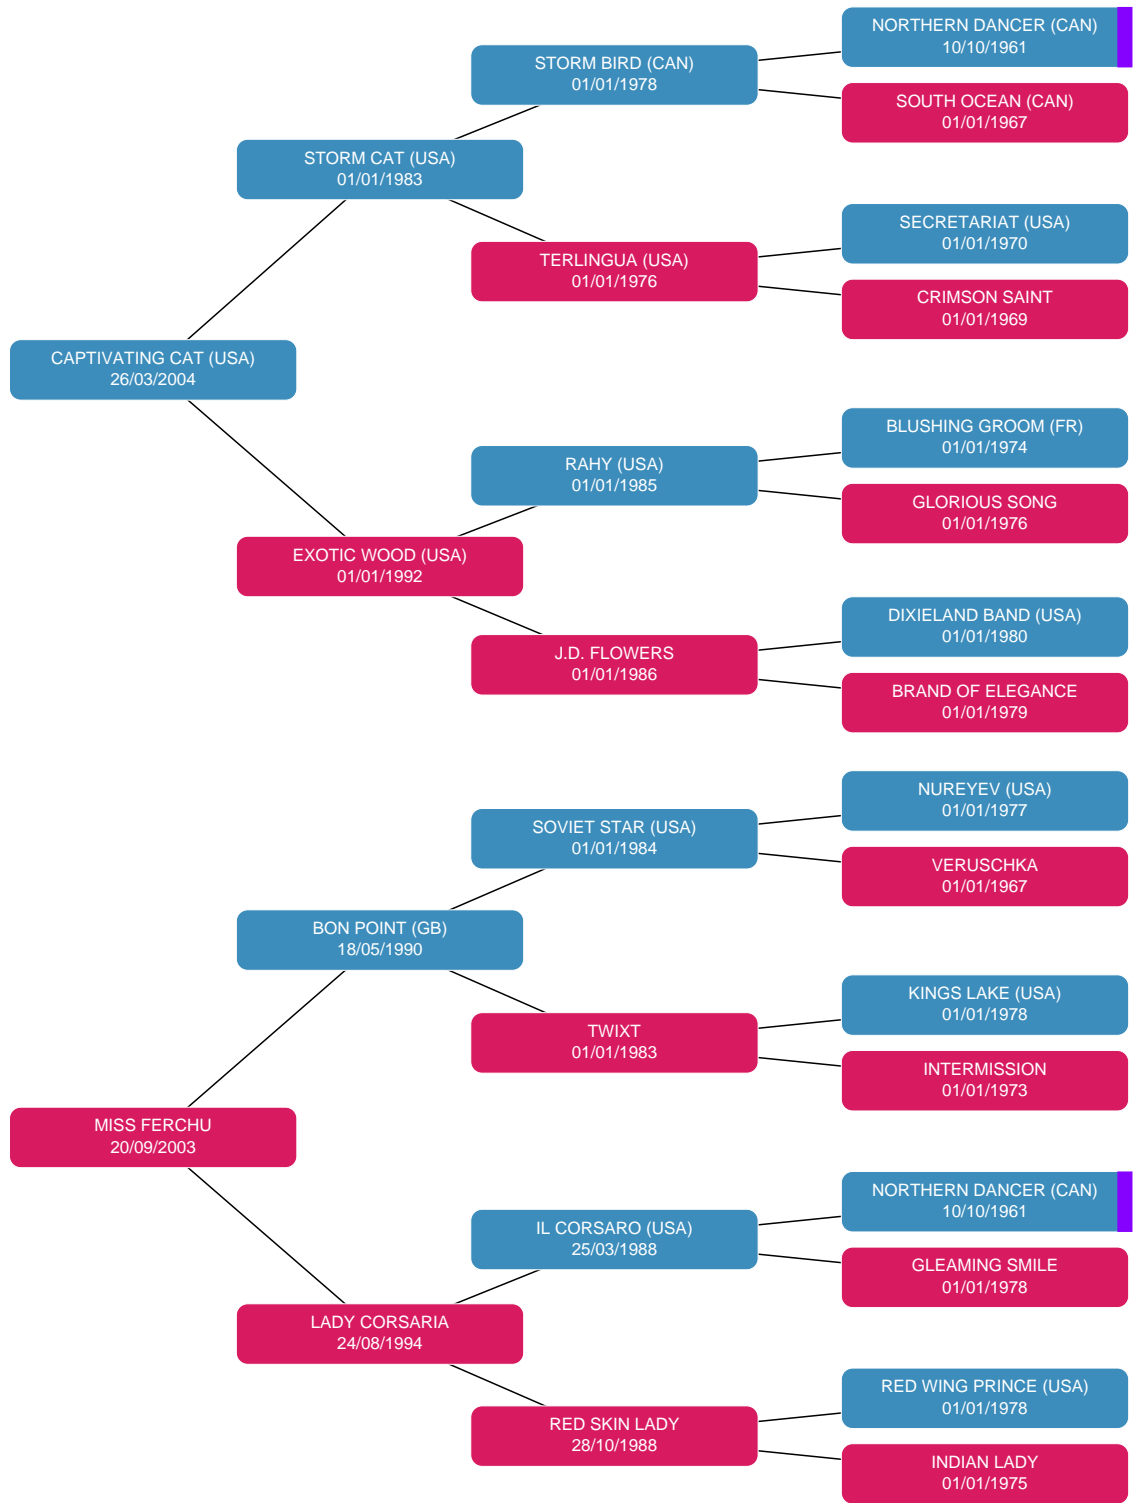 NORTHERN DANCER (CAN)
10/10/1961
STORM BIRD (CAN)
01/01/1978
SOUTH OCEAN (CAN)
01/01/1967
STORM CAT (USA)
01/01/1983
SECRETARIAT (USA)
01/01/1970
TERLINGUA (USA)
01/01/1976
CRIMSON SAINT
01/01/1969
CAPTIVATING CAT (USA)
26/03/2004
BLUSHING GROOM (FR)
01/01/1974
RAHY (USA)
01/01/1985
GLORIOUS SONG
01/01/1976
EXOTIC WOOD (USA)
01/01/1992
DIXIELAND BAND (USA)
01/01/1980
J.D. FLOWERS
01/01/1986
BRAND OF ELEGANCE
01/01/1979
NUREYEV (USA)
01/01/1977
SOVIET STAR (USA)
01/01/1984
VERUSCHKA
01/01/1967
BON POINT (GB)
18/05/1990
KINGS LAKE (USA)
01/01/1978
TWIXT
01/01/1983
INTERMISSION
01/01/1973
MISS FERCHU
20/09/2003
NORTHERN DANCER (CAN)
10/10/1961
IL CORSARO (USA)
25/03/1988
GLEAMING SMILE
01/01/1978
LADY CORSARIA
24/08/1994
RED WING PRINCE (USA)
01/01/1978
RED SKIN LADY
28/10/1988
INDIAN LADY
01/01/1975